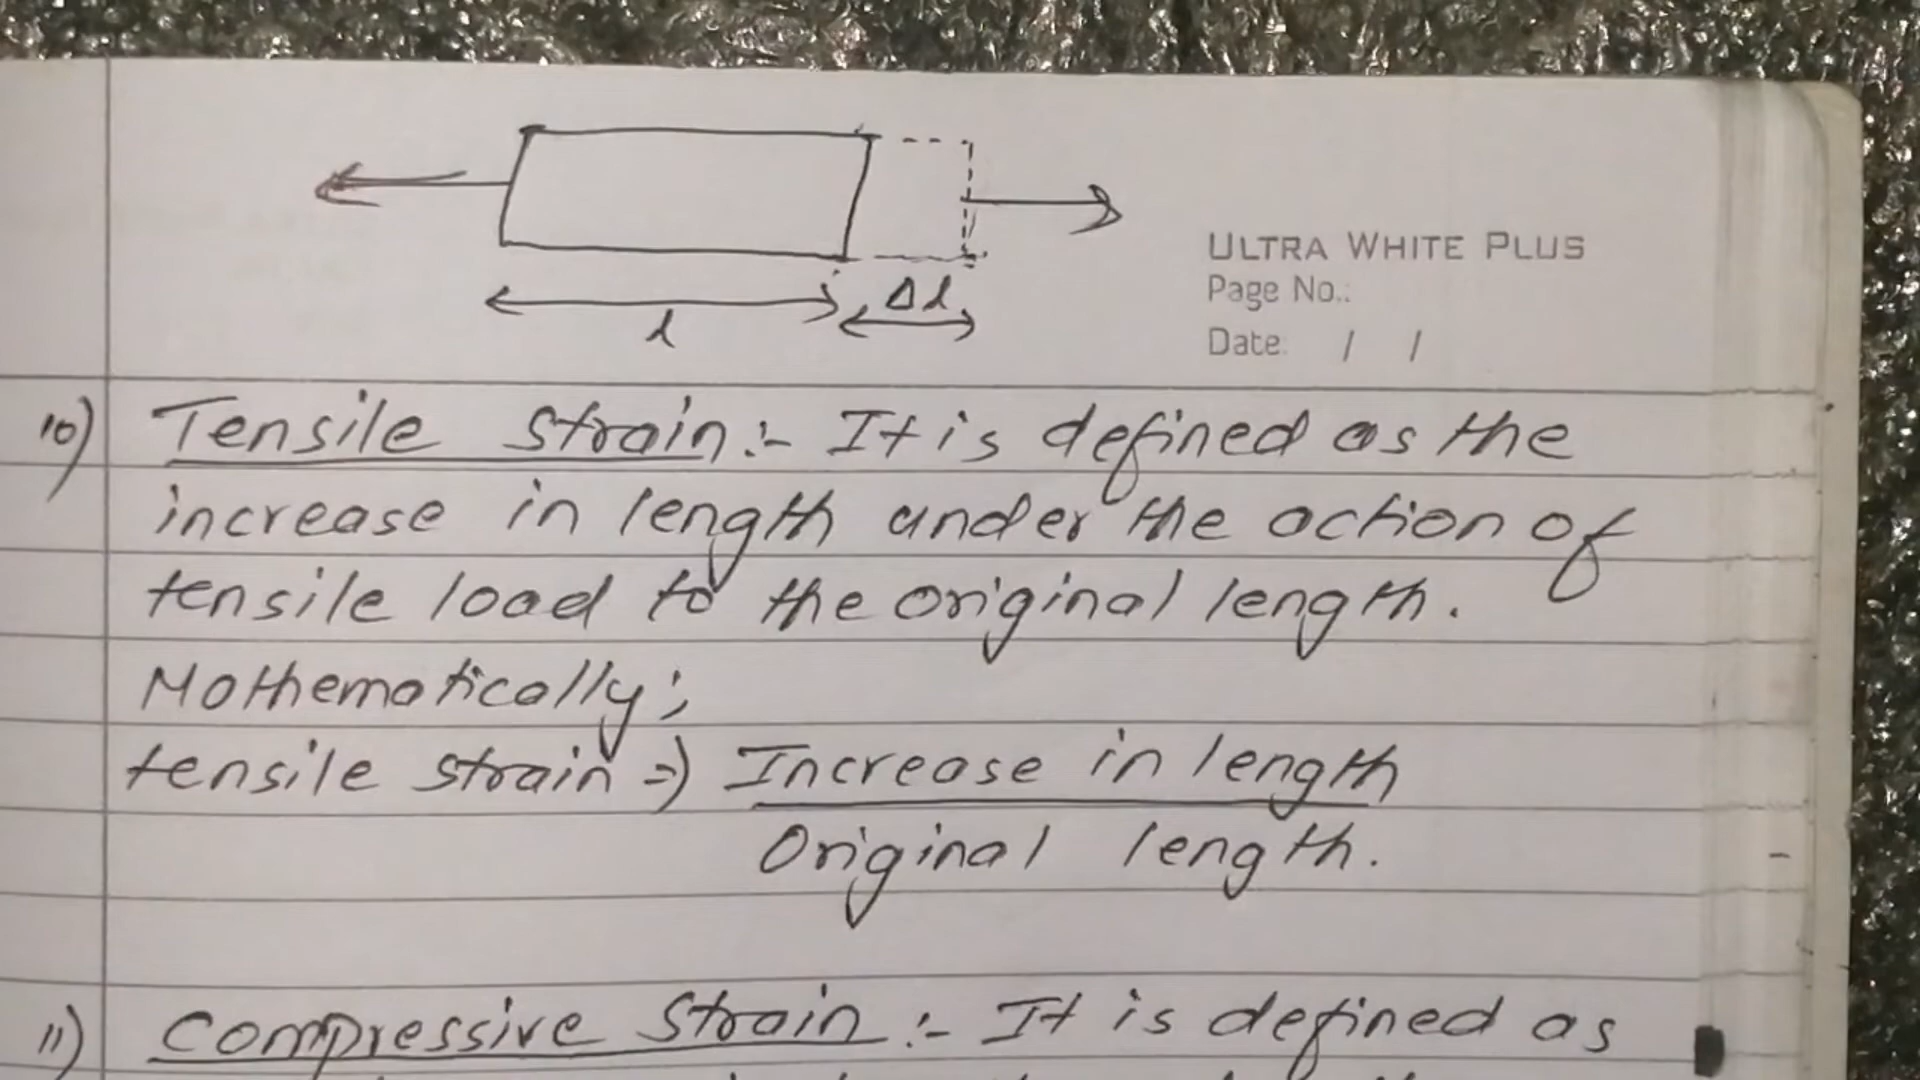 l
Δl
ULTRA WHITE PLUS
Page No.:
Date. / /
10) Tensile strain:- It is defined as the
increase in length under the action of
tensile load to the original length.
Mathematically;
tensile strain => Increase in length
Original length.
11) Compressive Strain:- It is defined as